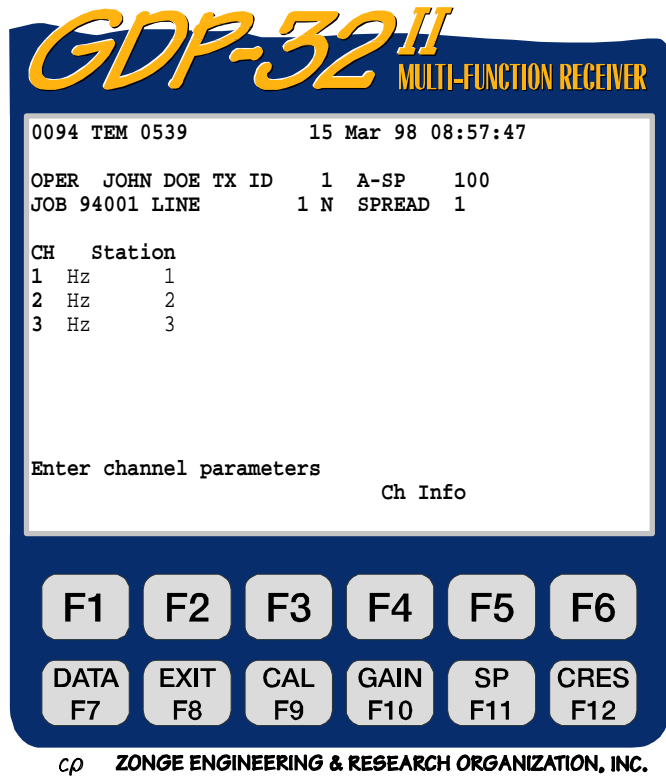 GDP-32 II
MULTI-FUNCTION RECEIVER
0094 TEM 0539 15 Mar 98 08:57:47
OPER JOHN DOE TX ID 1 A-SP 100
JOB 94001 LINE 1 N SPREAD 1
CH Station
1 Hz 1
2 Hz 2
3 Hz 3
Enter channel parameters
Ch Info
F1 F2 F3 F4 F5 F6
DATA EXIT CAL GAIN SP CRES
F7 F8 F9 F10 F11 F12
cρ ZONGE ENGINEERING & RESEARCH ORGANIZATION, INC.